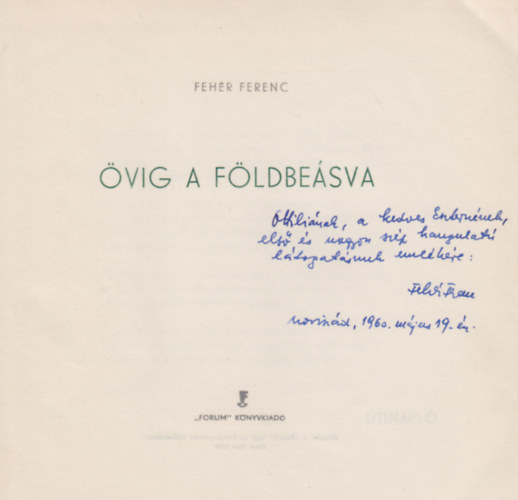 FEHÉR FERENC
ÖVIG A FÖLDBEÁSVA
Ottiliának, a kedves
első és nagyon szép hangulatú
látogatásunk emlékére:
Fehér Ferenc
Novisád, 1960. május 19-én.
„FORUM” KÖNYVKIADÓ